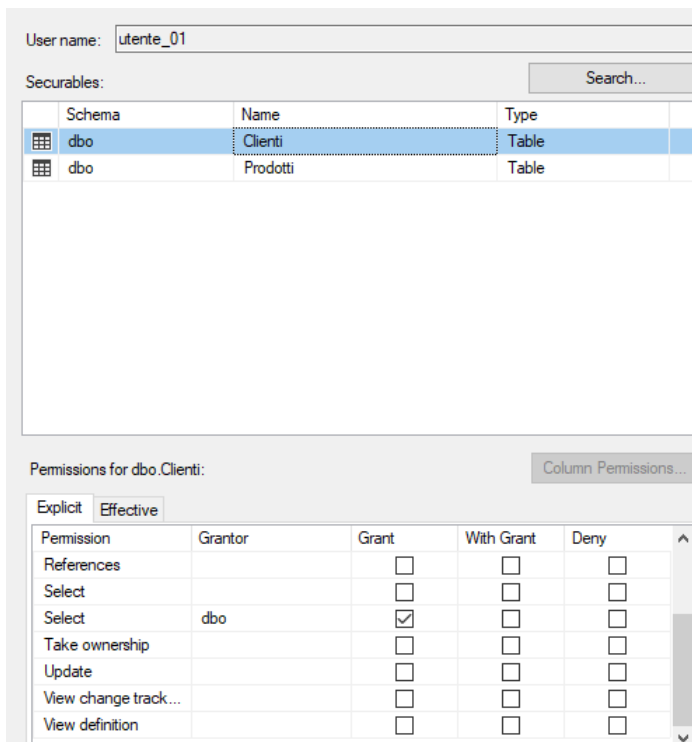 User name: utente_01
Securables: Search...
Schema Name Type
dbo Clienti Table
dbo Prodotti Table
Permissions for dbo.Clienti: Column Permissions...
Explicit Effective
Permission Grantor Grant With Grant Deny
References
Select
Select dbo
Take ownership
Update
View change track...
View definition